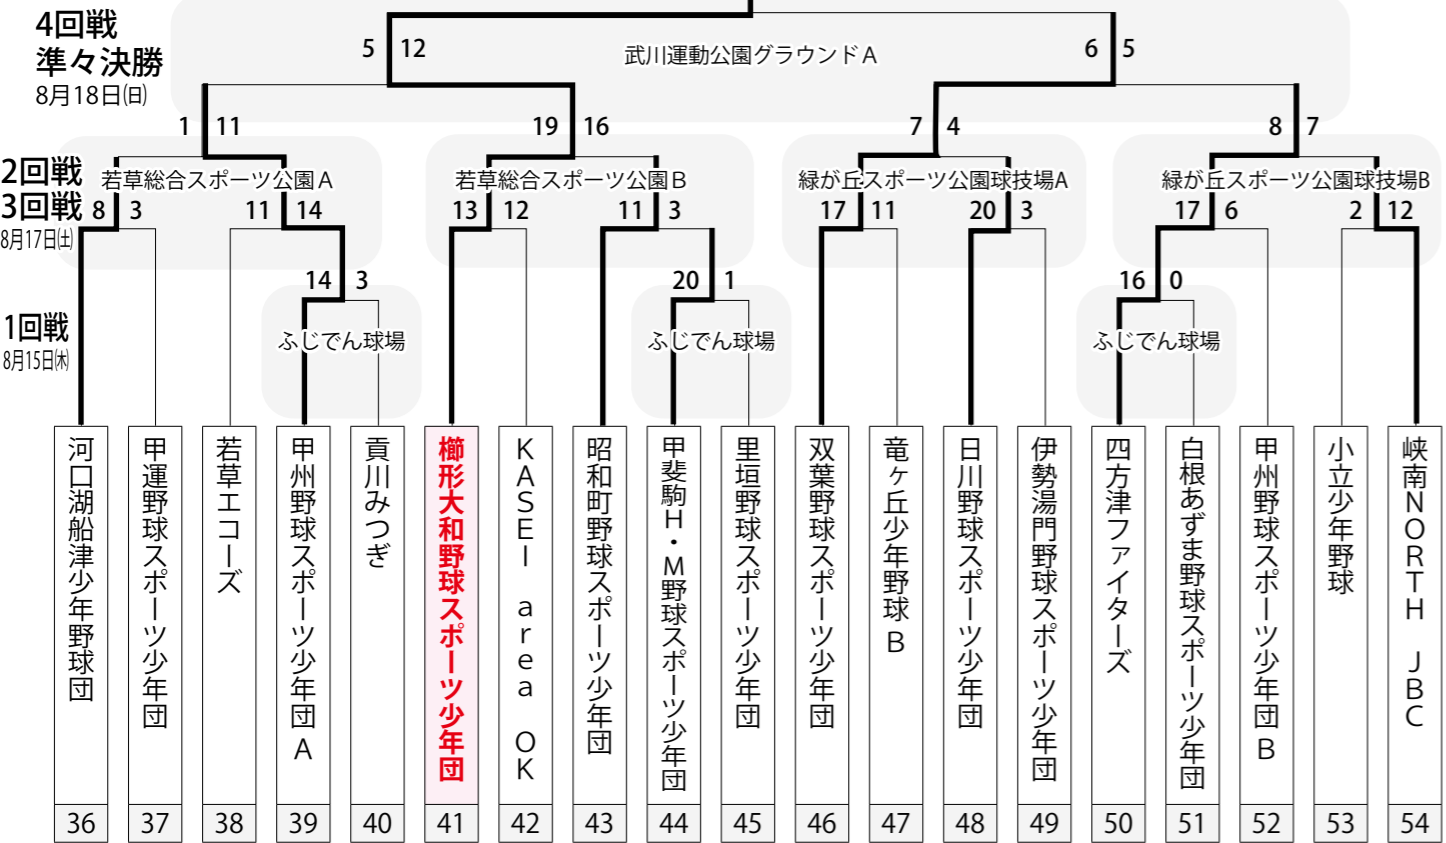 4回戦
準々決勝
8月18日(日)
5 12
武川運動公園グラウンドA
6 5
1 11
19 16
7 4
8 7
2回戦
3回戦
8月17日(土)
若草総合スポーツ公園A
若草総合スポーツ公園B
緑が丘スポーツ公園球技場A
緑が丘スポーツ公園球技場B
8 3
11 14
13 12
11 3
17 11
20 3
17 6
2 12
14 3
20 1
16 0
1回戦
8月15日(木)
ふじでん球場
ふじでん球場
ふじでん球場
河口湖船津少年野球団
36
甲運野球スポーツ少年団
37
若草エコーズ
38
甲州野球スポーツ少年団A
39
貢川みつぎ
40
櫛形大和野球スポーツ少年団
41
KASEI area OK
42
昭和町野球スポーツ少年団
43
甲斐駒H・M野球スポーツ少年団
44
里垣野球スポーツ少年団
45
双葉野球スポーツ少年団
46
竜ヶ丘少年野球B
47
日川野球スポーツ少年団
48
伊勢湯門野球スポーツ少年団
49
四方津ファイターズ
50
白根あずま野球スポーツ少年団
51
甲州野球スポーツ少年団B
52
小立少年野球
53
峡南NORTH JBC
54